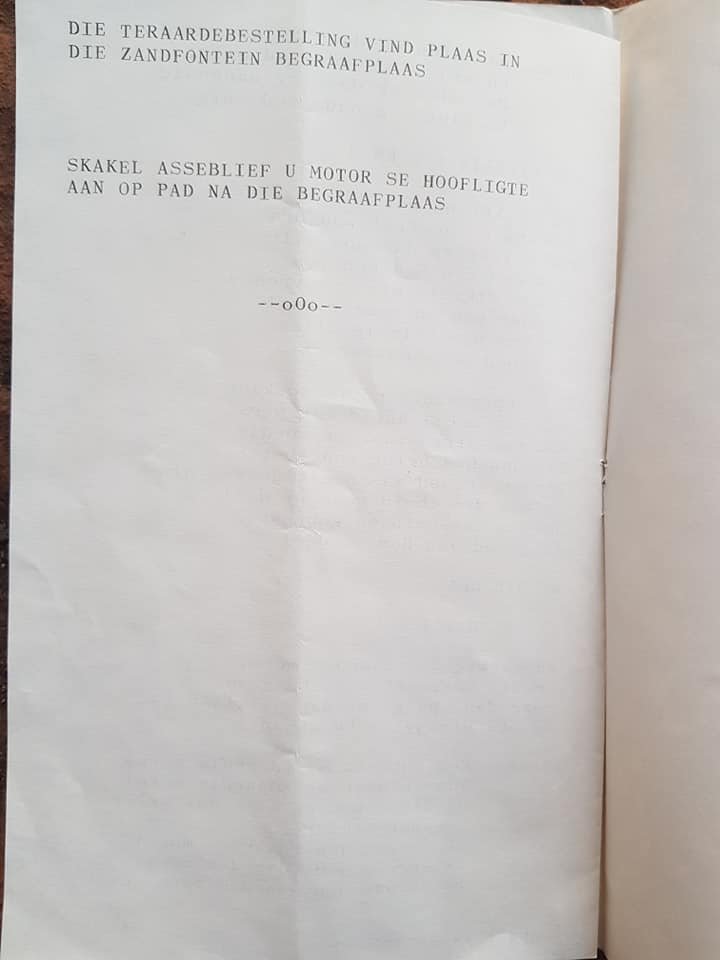 DIE TERAARDEBESTELLING VIND PLAAS IN
DIE ZANDFONTEIN BEGRAAFPLAAS
SKAKEL ASSEBLIEF U MOTOR SE HOOFLIGTE
AAN OP PAD NA DIE BEGRAAFPLAAS
--oOo--